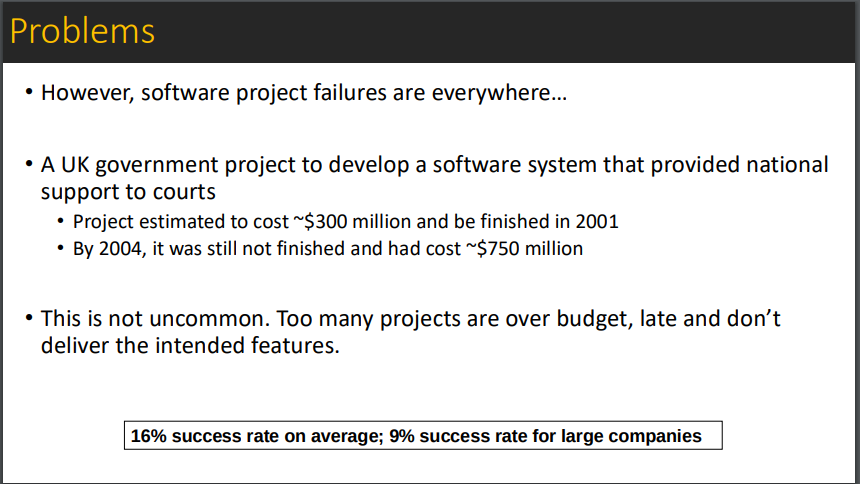 Problems
• However, software project failures are everywhere…
• A UK government project to develop a software system that provided national
support to courts
• Project estimated to cost ~$300 million and be finished in 2001
• By 2004, it was still not finished and had cost ~$750 million
• This is not uncommon. Too many projects are over budget, late and don’t
deliver the intended features.
16% success rate on average; 9% success rate for large companies